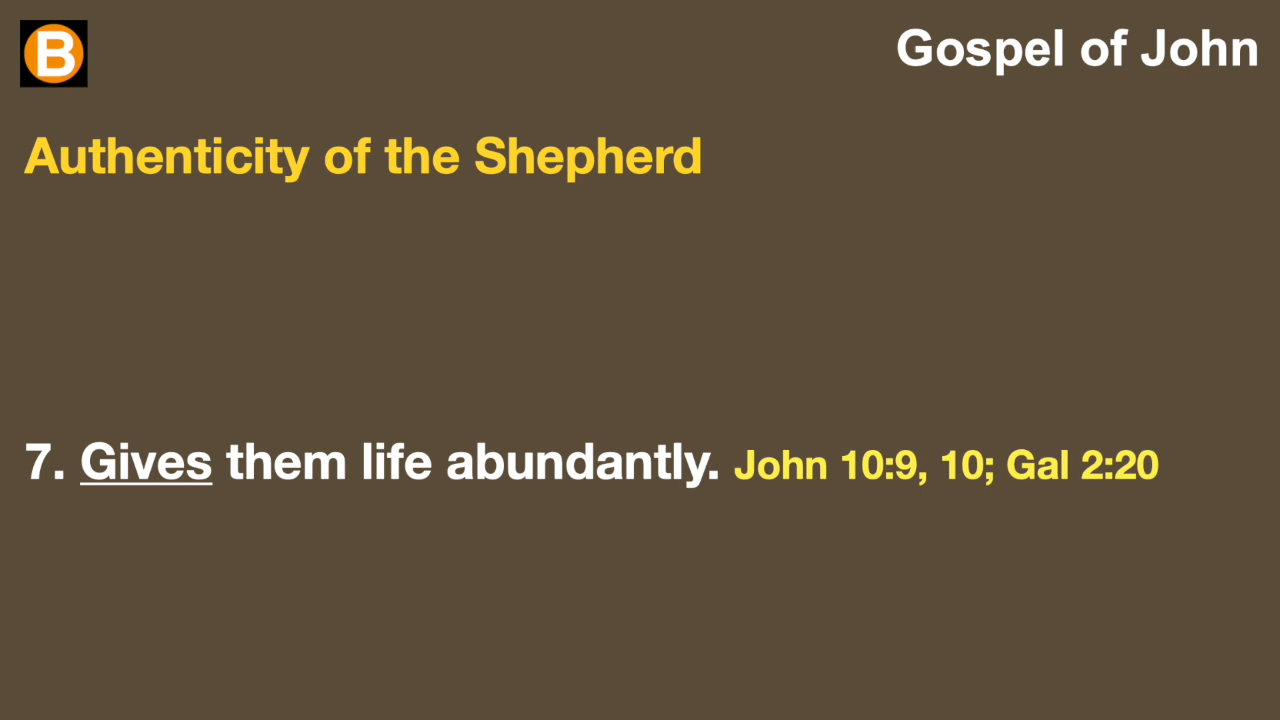 B
Gospel of John
Authenticity of the Shepherd
7. Gives them life abundantly. John 10:9, 10; Gal 2:20